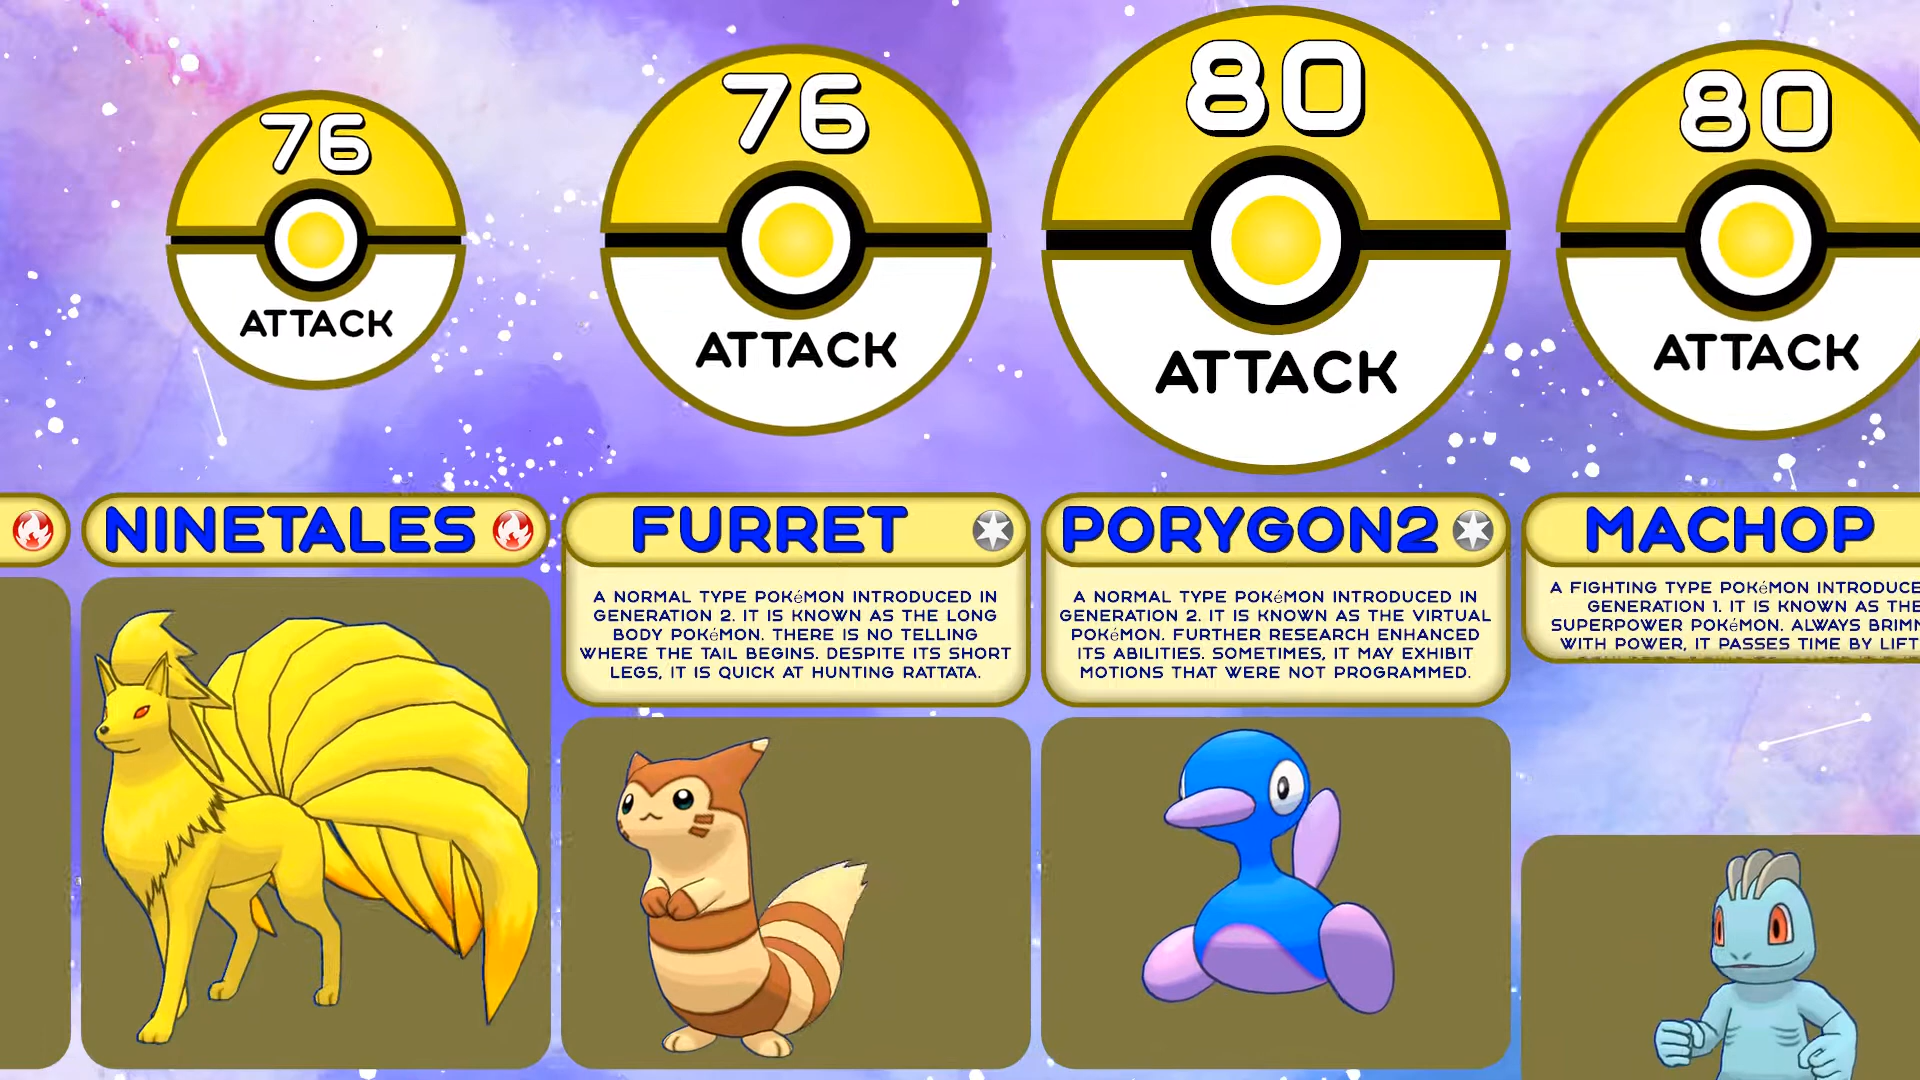 76
ATTACK
76
ATTACK
80
ATTACK
80
ATTACK
NINETALES
FURRET
A NORMAL TYPE POKéMON INTRODUCED IN
GENERATION 2. IT IS KNOWN AS THE LONG
BODY POKéMON. THERE IS NO TELLING
WHERE THE TAIL BEGINS. DESPITE ITS SHORT
LEGS, IT IS QUICK AT HUNTING RATTATA.
PORYGON2
A NORMAL TYPE POKéMON INTRODUCED IN
GENERATION 2. IT IS KNOWN AS THE VIRTUAL
POKéMON. FURTHER RESEARCH ENHANCED
ITS ABILITIES. SOMETIMES, IT MAY EXHIBIT
MOTIONS THAT WERE NOT PROGRAMMED.
MACHOP
A FIGHTING TYPE POKéMON INTRODUCE
GENERATION 1. IT IS KNOWN AS THE
SUPERPOWER POKéMON. ALWAYS BRIMM
WITH POWER, IT PASSES TIME BY LIFT